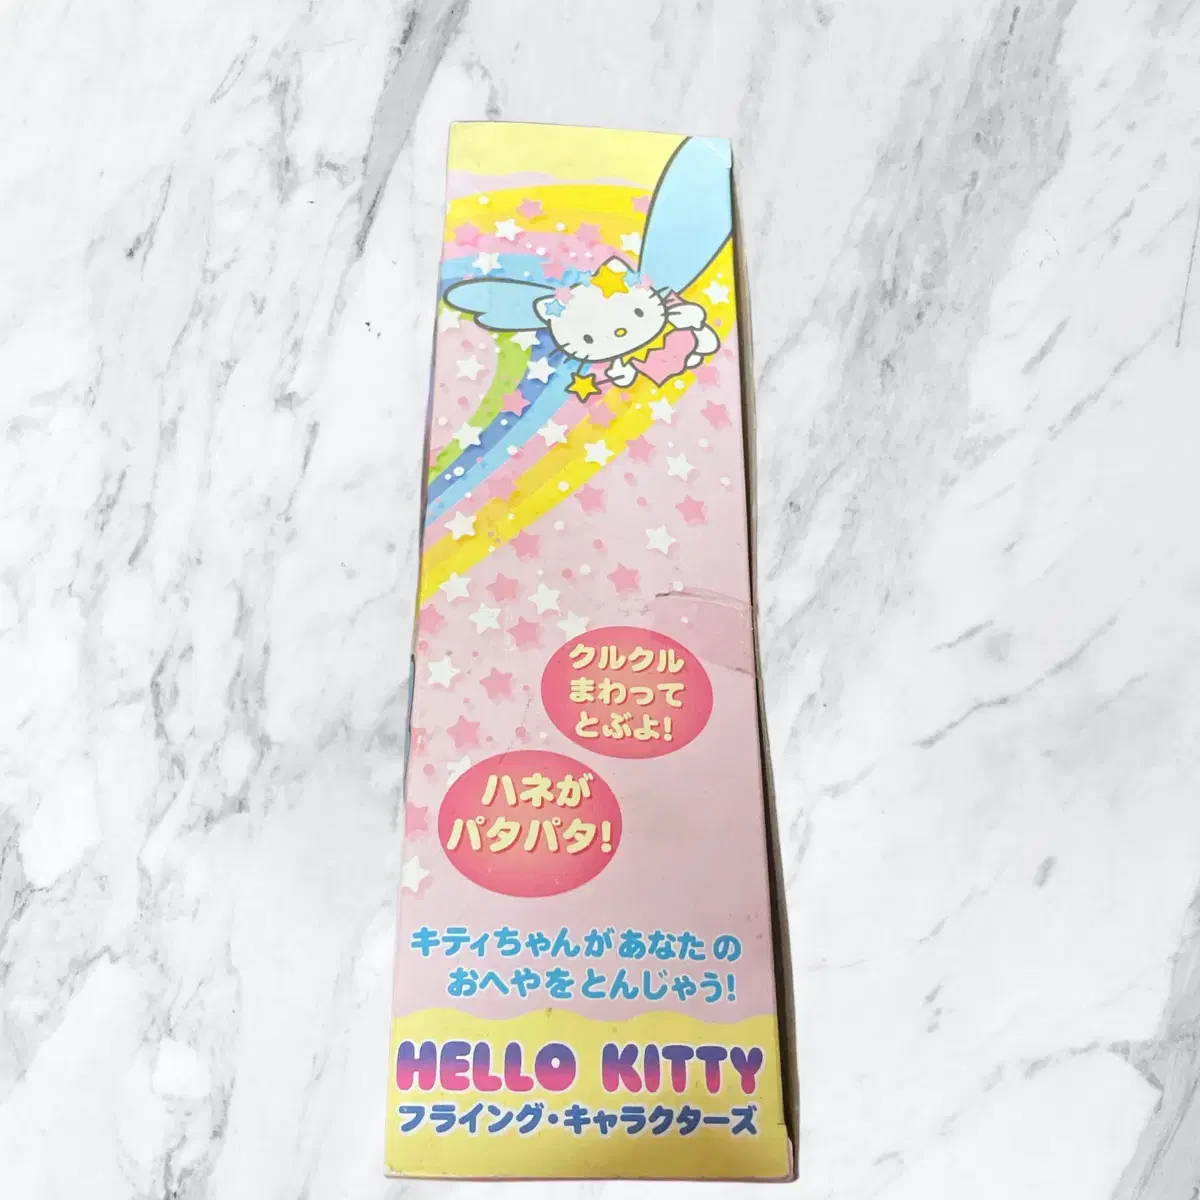 クルクル
まわって
とぶよ!
ハネが
パタパタ!
キティちゃんがあなたの
おへやをとんじゃう!
HELLO KITTY
フライング・キャラクターズ